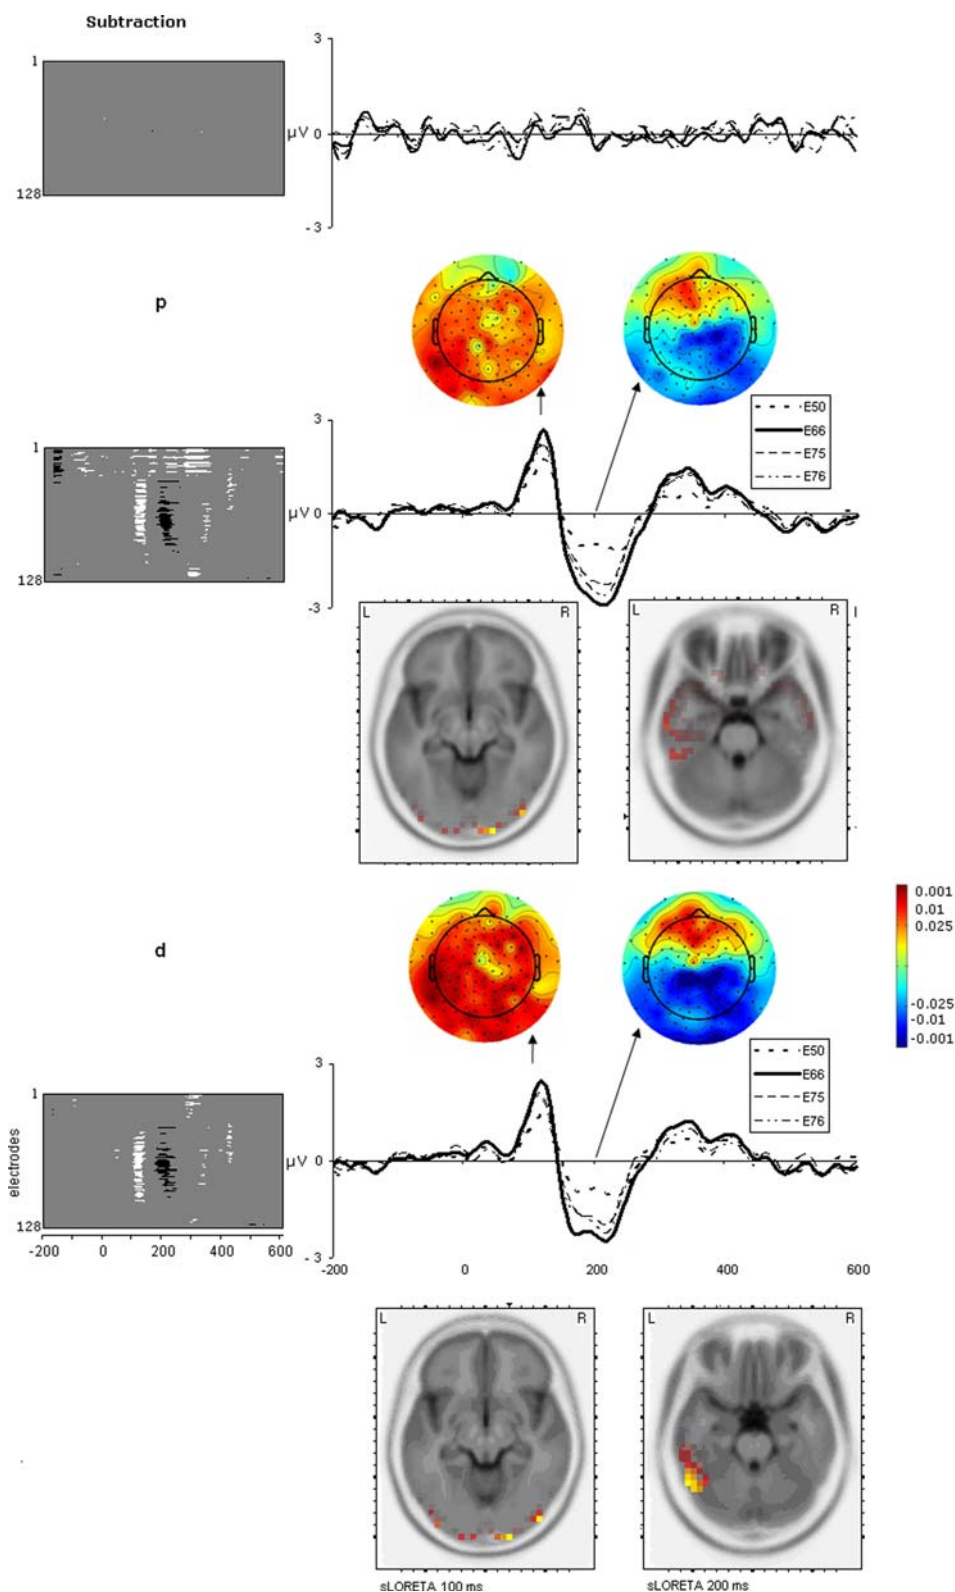 Subtraction
3
1
µV 0
128
-3
p
3
E50
E66
E75
E76
1
µV 0
128
-3
L R
L R
0.001
0.01
0.025
-0.025
-0.01
-0.001
d
3
E50
E66
E75
E76
1
electrodes
µV 0
128
-3
-200 0 200 400 600
-200 0 200 400 600
L R
L R
sLORETA 100 ms
sLORETA 200 ms